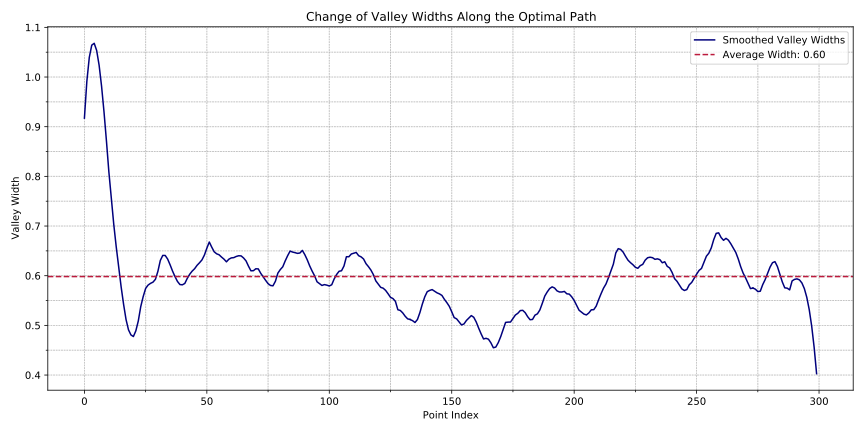 Change of Valley Widths Along the Optimal Path
Smoothed Valley Widths
Average Width: 0.60
Valley Width
1.1
1.0
0.9
0.8
0.7
0.6
0.5
0.4
0 50 100 150 200 250 300
Point Index